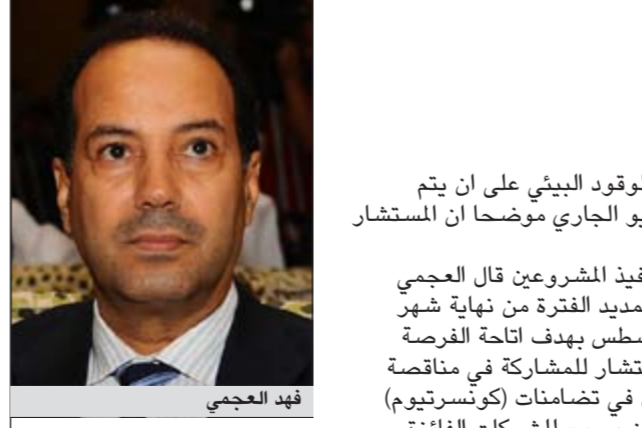 لوقود البيئي على ان يتم
يو الجاري موضحا ان المستشار
فيذ المشروعين قال العجمي
مديد الفترة من نهاية شهر
سطس بهدف اتاحة الفرصة
تشار للمشاركة في مناقصة
في تضامنات (كونسرتيوم)
فهد العجمي